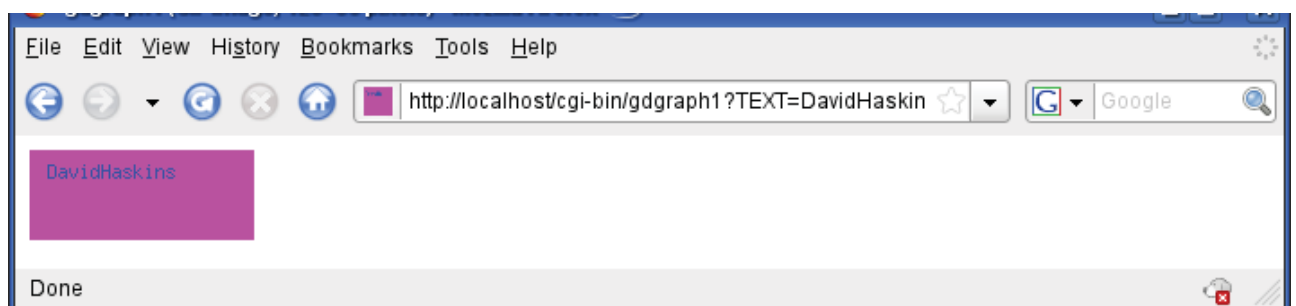 File Edit View History Bookmarks Tools Help
http://localhost/cgi-bin/gdgraph1?TEXT=DavidHaskin
G Google
DavidHaskins
Done